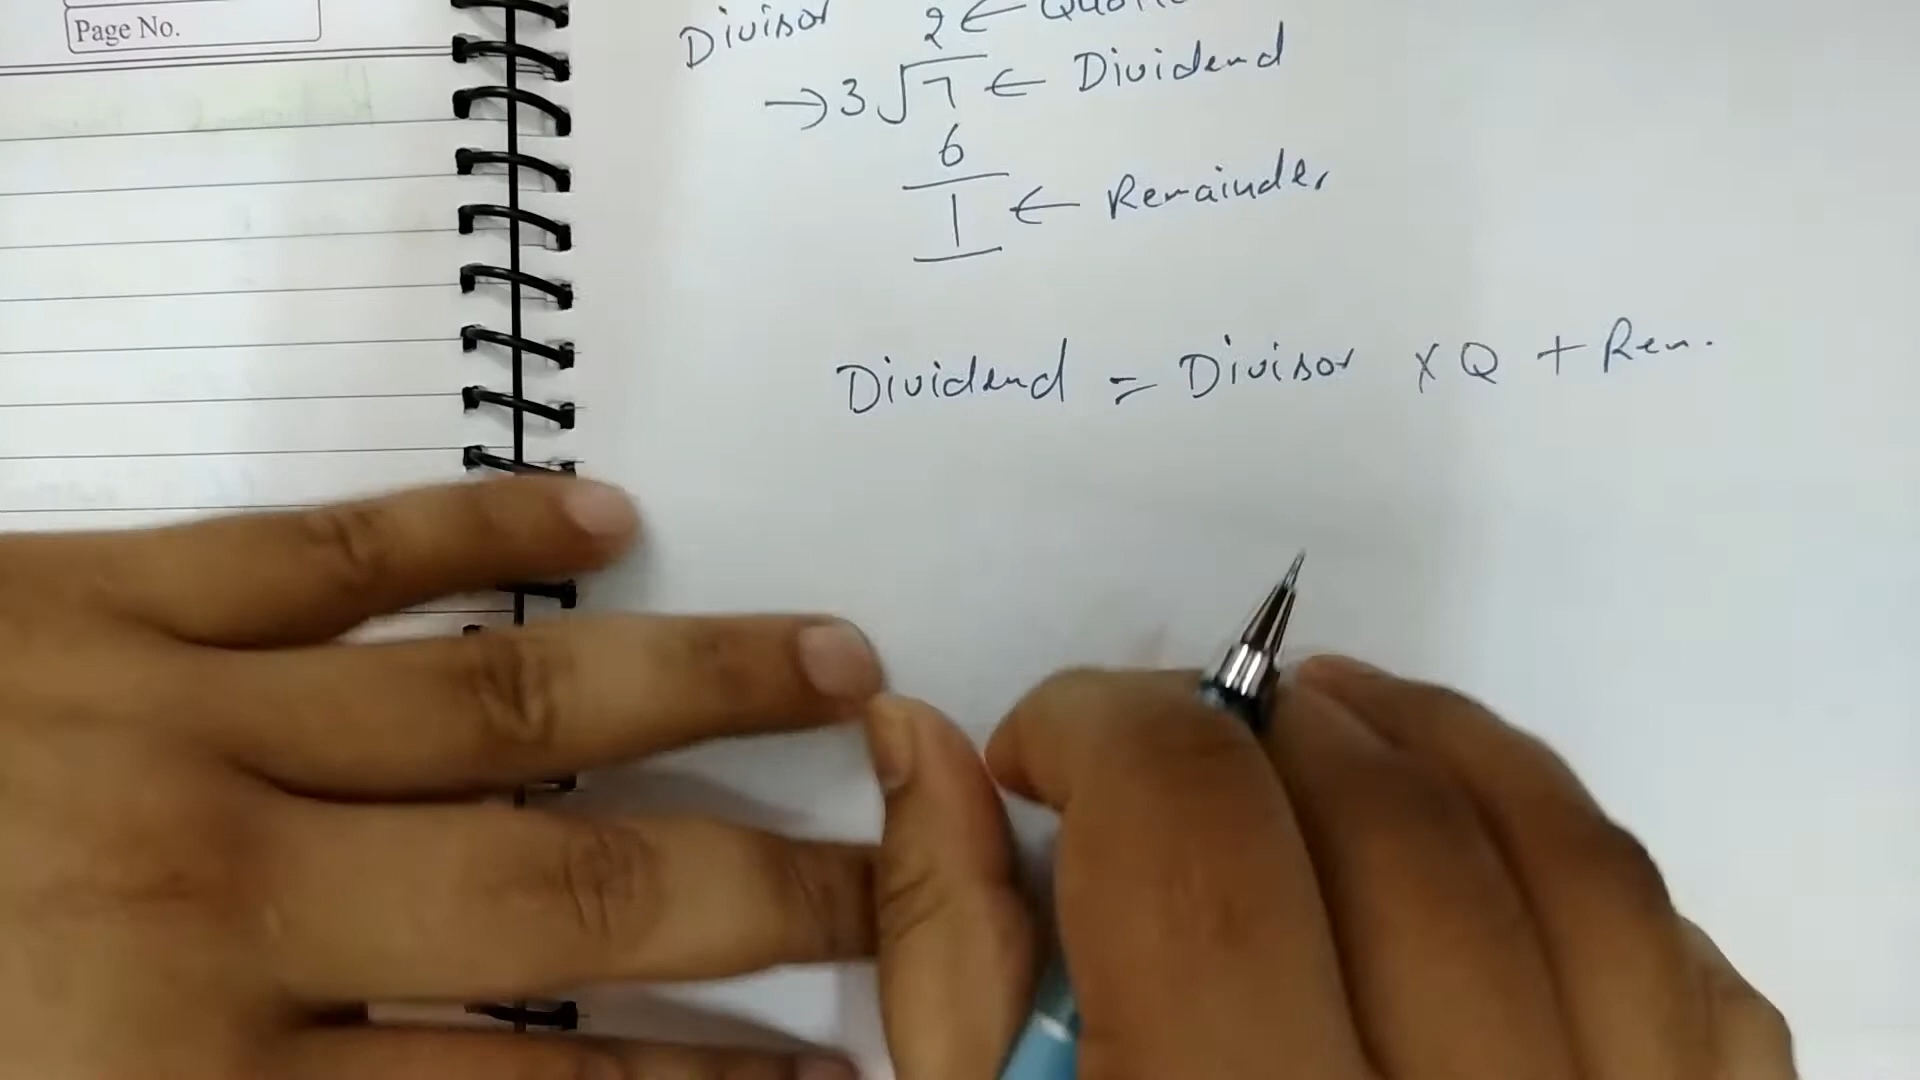 Page No.
Divisor 2 ←
→ 3 √7 ← Dividend
6
1 ← Remainder
Dividend = Divisor × Q + Rem.